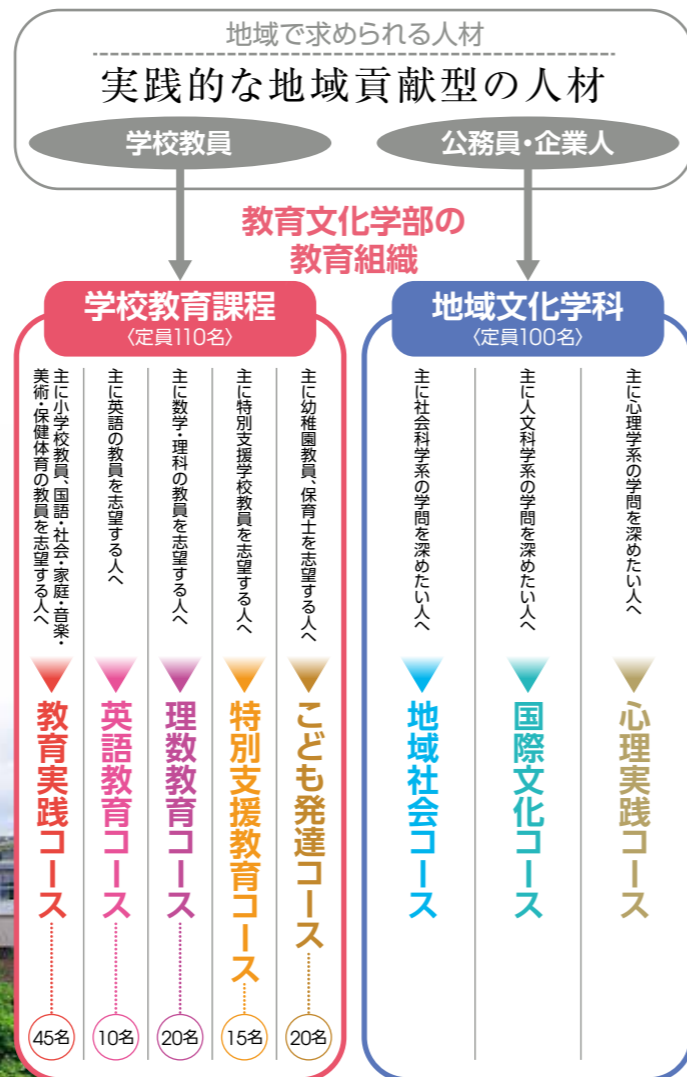 地域で求められる人材
実践的な地域貢献型の人材
学校教員
公務員・企業人
教育文化学部の
教育組織
学校教育課程
〈定員110名〉
主に小学校教員、国語・社会・家庭・音楽・
美術・保健体育の教員を志望する人へ
教育実践コース
45名
主に英語の教員を志望する人へ
英語教育コース
10名
主に数学・理科の教員を志望する人へ
理数教育コース
20名
主に特別支援学校教員を志望する人へ
特別支援教育コース
15名
主に幼稚園教員、保育士を志望する人へ
こども発達コース
20名
地域文化学科
〈定員100名〉
主に社会科学系の学問を深めたい人へ
地域社会コース
主に人文科学系の学問を深めたい人へ
国際文化コース
主に心理学系の学問を深めたい人へ
心理実践コース